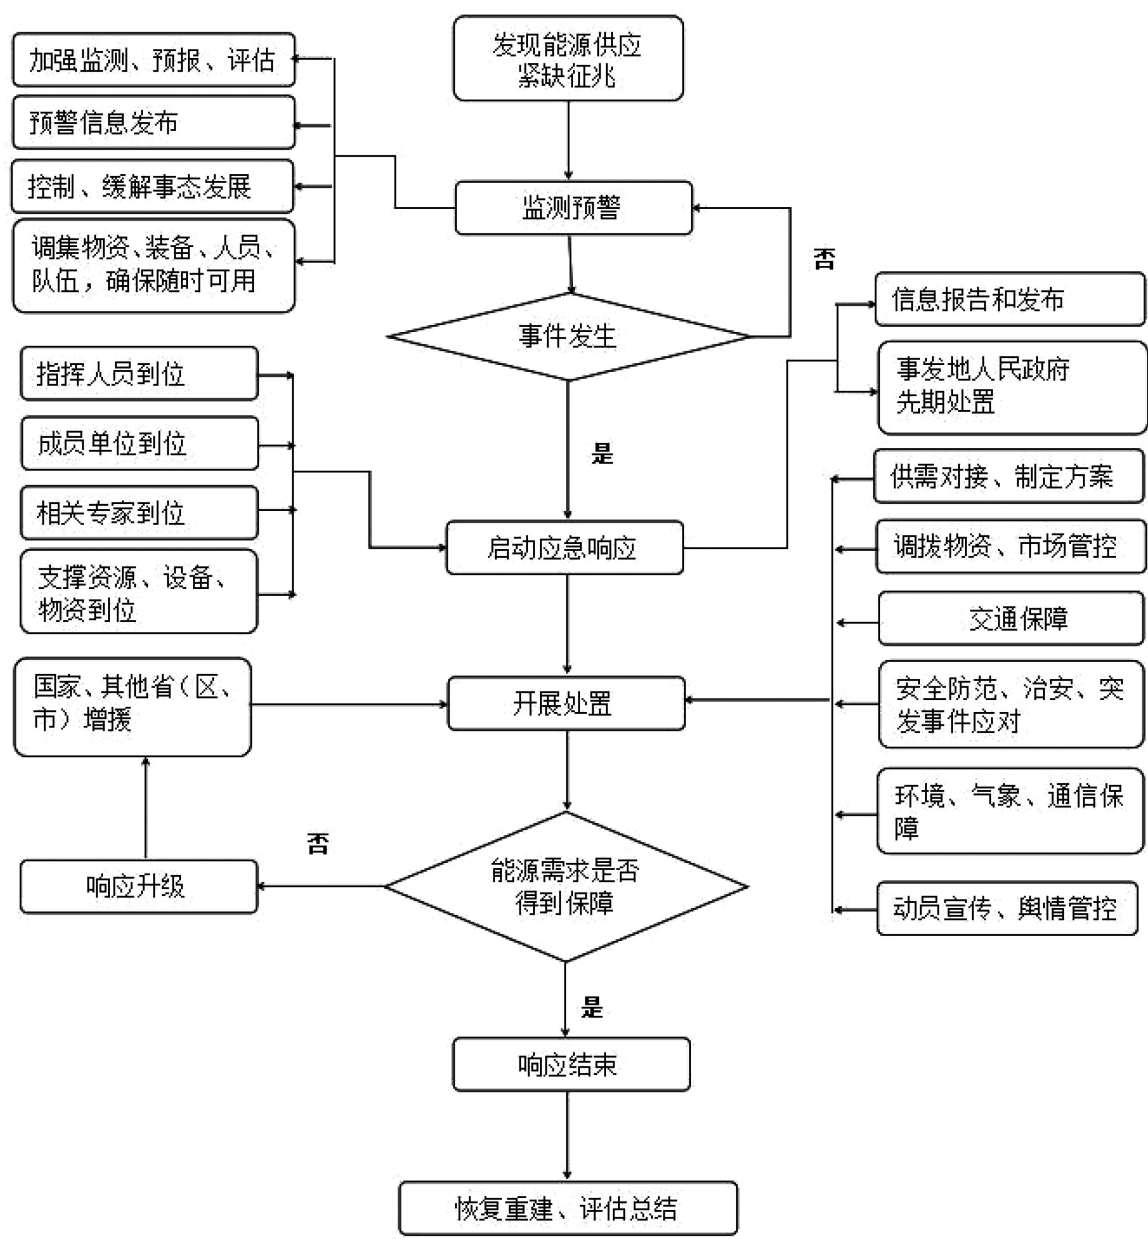 发现能源供应
紧缺征兆
加强监测、预报、评估
预警信息发布
控制、缓解事态发展
调集物资、装备、人员、
队伍，确保随时可用
监测预警
否
事件发生
信息报告和发布
事发地人民政府
先期处置
指挥人员到位
成员单位到位
相关专家到位
支撑资源、设备、
物资到位
是
启动应急响应
供需对接、制定方案
调拨物资、市场管控
交通保障
安全防范、治安、突
发事件应对
环境、气象、通信保
障
动员宣传、舆情管控
国家、其他省（区、
市）增援
开展处置
否
响应升级
能源需求是否
得到保障
是
响应结束
恢复重建、评估总结